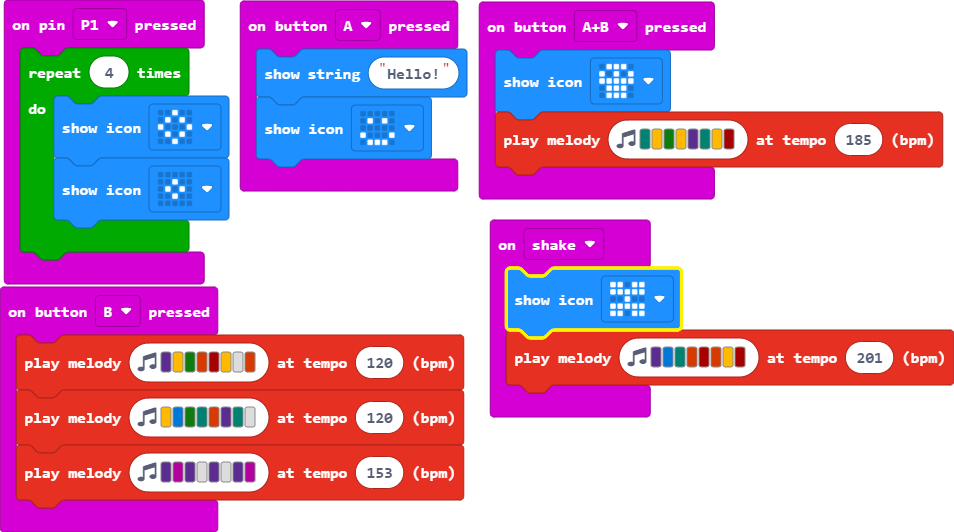 on pin P1 pressed
repeat 4 times
do
show icon
show icon
on button A pressed
show string "Hello!"
show icon
on button A+B pressed
show icon
play melody at tempo 185 (bpm)
on shake
show icon
play melody at tempo 201 (bpm)
on button B pressed
play melody at tempo 120 (bpm)
play melody at tempo 120 (bpm)
play melody at tempo 153 (bpm)